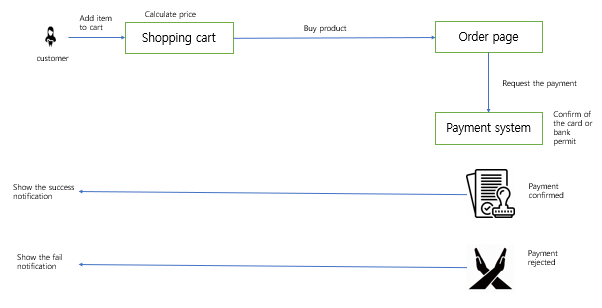 Calculate price
Add item
to cart
Shopping cart
Buy product
Order page
customer
Request the payment
Payment system
Confirm of
the card or
bank
permit
Show the success
notification
Payment
confirmed
Show the fail
notification
Payment
rejected